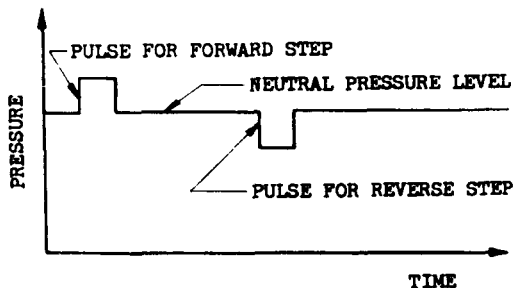 PULSE FOR FORWARD STEP
NEUTRAL PRESSURE LEVEL
PRESSURE
PULSE FOR REVERSE STEP
TIME